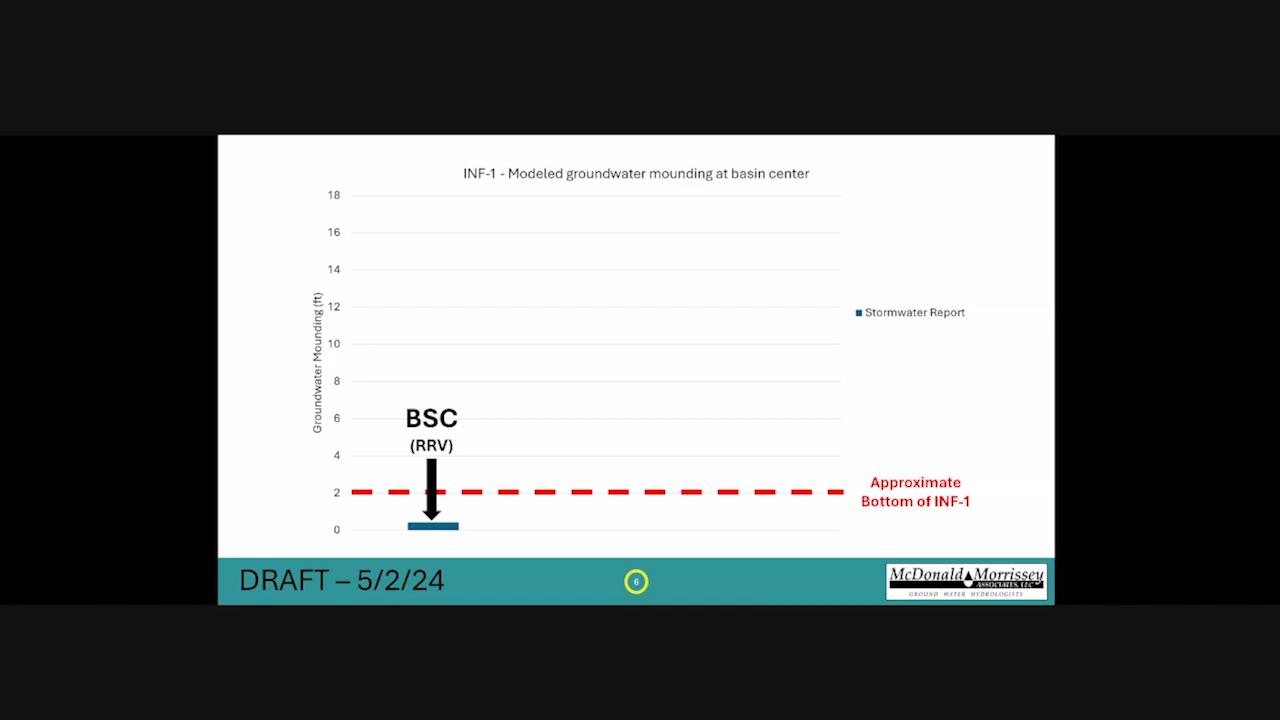 INF-1 - Modeled groundwater mounding at basin center
18
16
14
12
10
8
6
4
2
0
Groundwater Mounding (ft)
BSC
(RRV)
Stormwater Report
Approximate
Bottom of INF-1
DRAFT – 5/2/24
6
McDonald Morrissey
ASSOCIATES, LLC
GROUND WATER HYDROLOGISTS